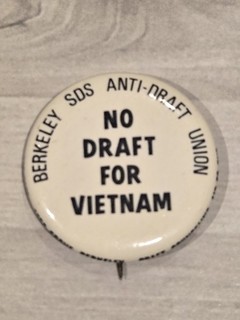 BERKELEY SDS ANTI-DRAFT UNION
NO
DRAFT
FOR
VIETNAM